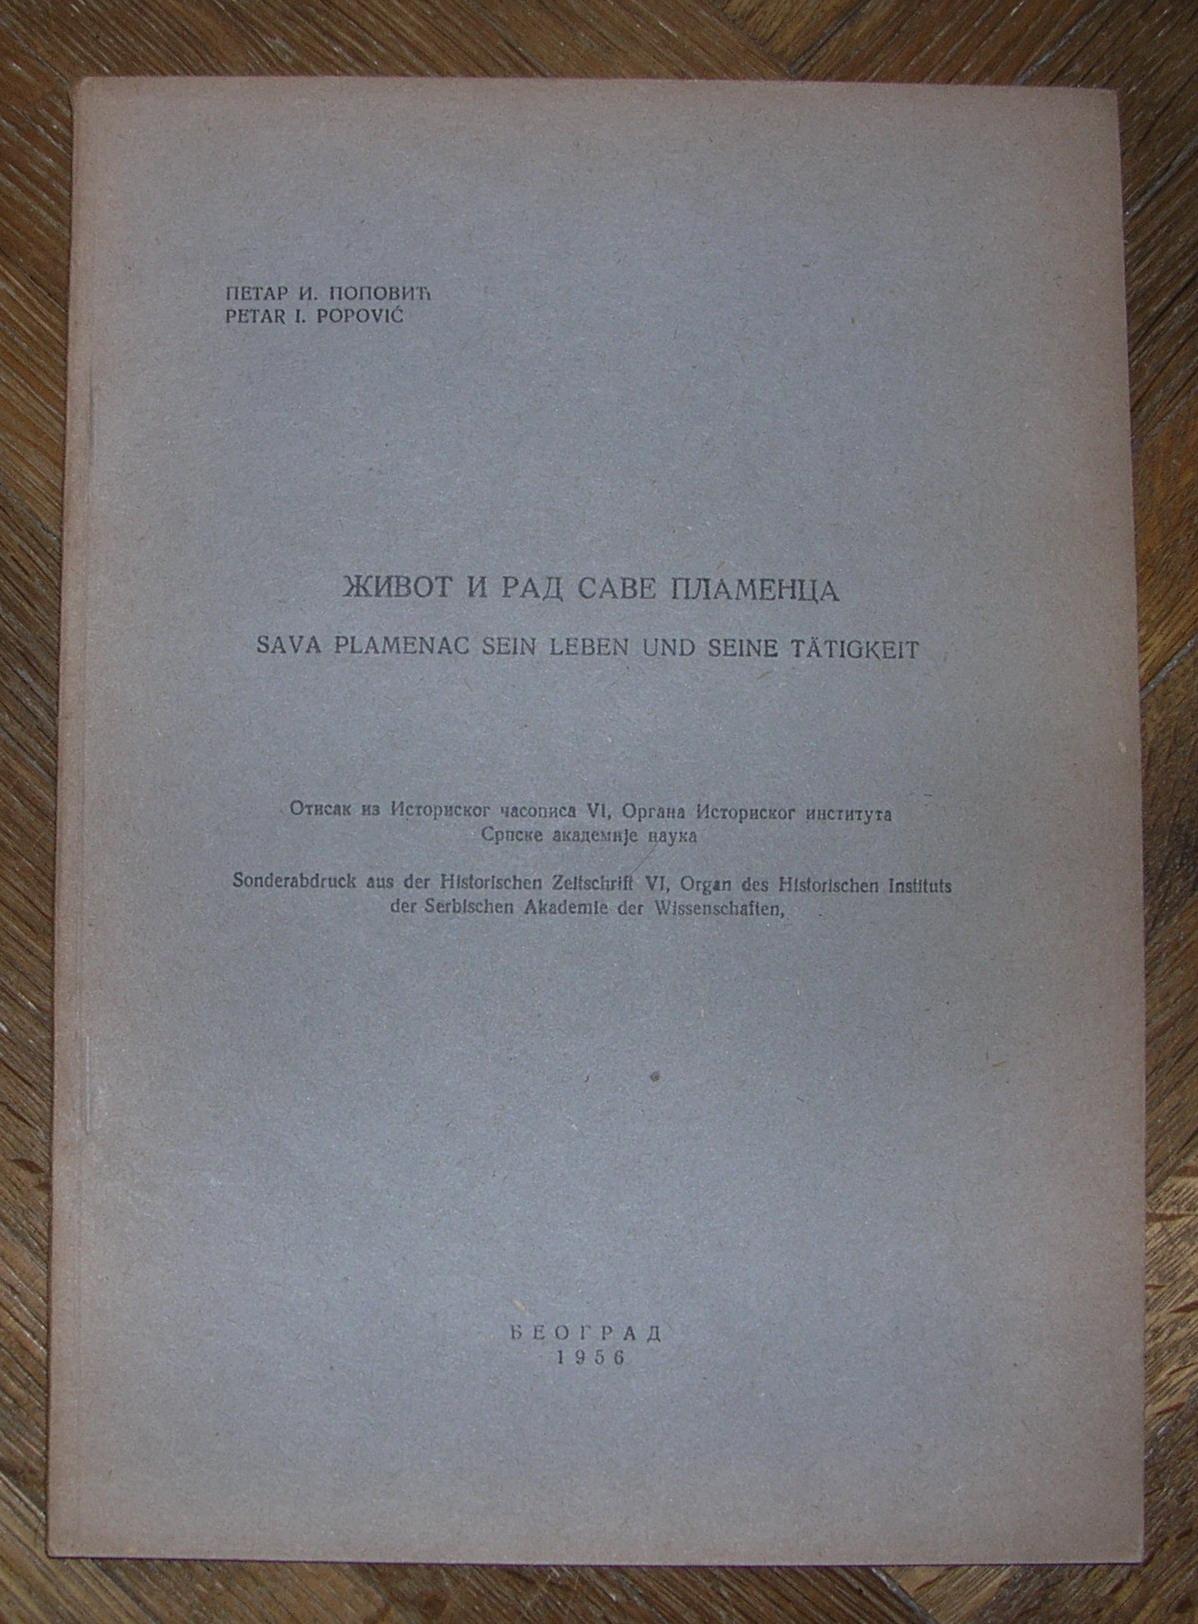 ПЕТАР И. ПОПОВИЋ
PETAR I. POPOVIĆ
ЖИВОТ И РАД САВЕ ПЛАМЕНЦА
SAVA PLAMENAC SEIN LEBEN UND SEINE TÄTIGKEIT
Отисак из Историског часописа VI, Органа Историског института
Српске академије наука
Sonderabdruck aus der Historischen Zeitschrift VI, Organ des Historischen Instituts
der Serbischen Akademie der Wissenschaften,
БЕОГРАД
1956